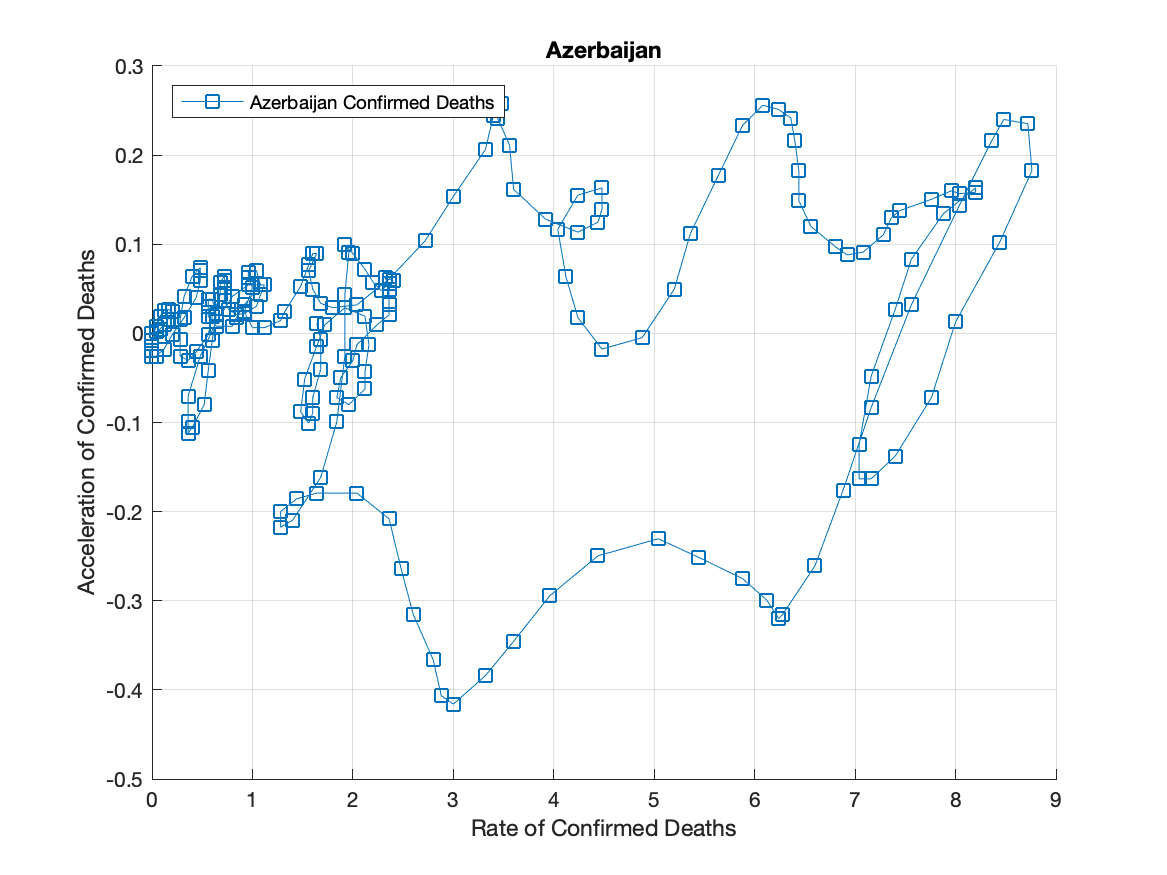 Azerbaijan
Azerbaijan Confirmed Deaths
Acceleration of Confirmed Deaths
0.3
0.2
0.1
0
-0.1
-0.2
-0.3
-0.4
-0.5
0 1 2 3 4 5 6 7 8 9
Rate of Confirmed Deaths